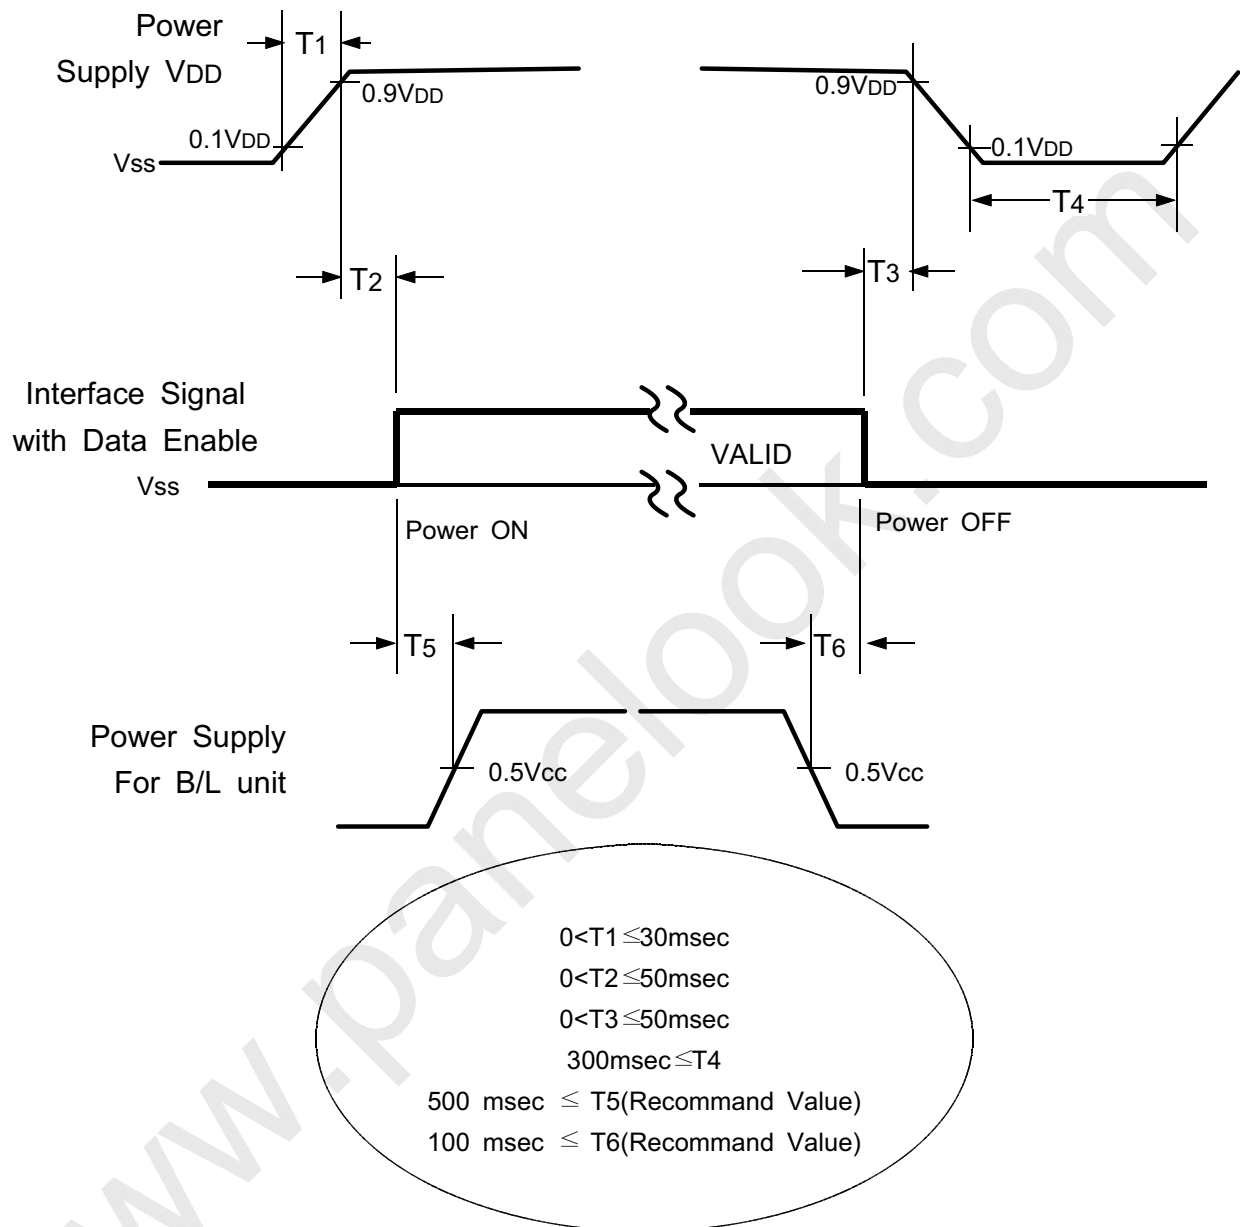 Power
Supply VDD
T1
0.9VDD
0.1VDD
Vss
0.9VDD
0.1VDD
T4
T2
T3
Interface Signal
with Data Enable
Vss
VALID
Power ON
Power OFF
T5
T6
Power Supply
For B/L unit
0.5Vcc
0.5Vcc
0<T1≤30msec
0<T2≤50msec
0<T3≤50msec
300msec≤T4
500 msec ≤ T5(Recommand Value)
100 msec ≤ T6(Recommand Value)
www.panelook.com